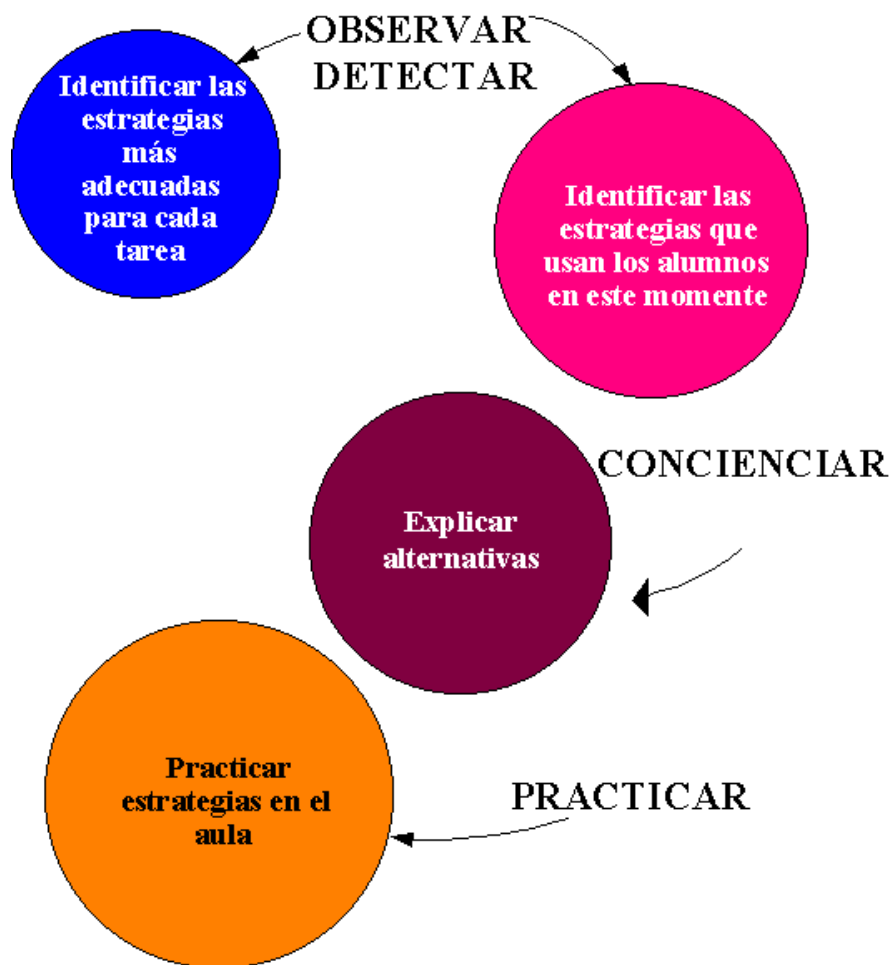 OBSERVAR
DETECTAR
Identificar las
estrategias
más
adecuadas
para cada
tarea
Identificar las
estrategias que
usan los alumnos
en este momente
CONCIENCIAR
Explicar
alternativas
Practicar
estrategias en el
aula
PRACTICAR